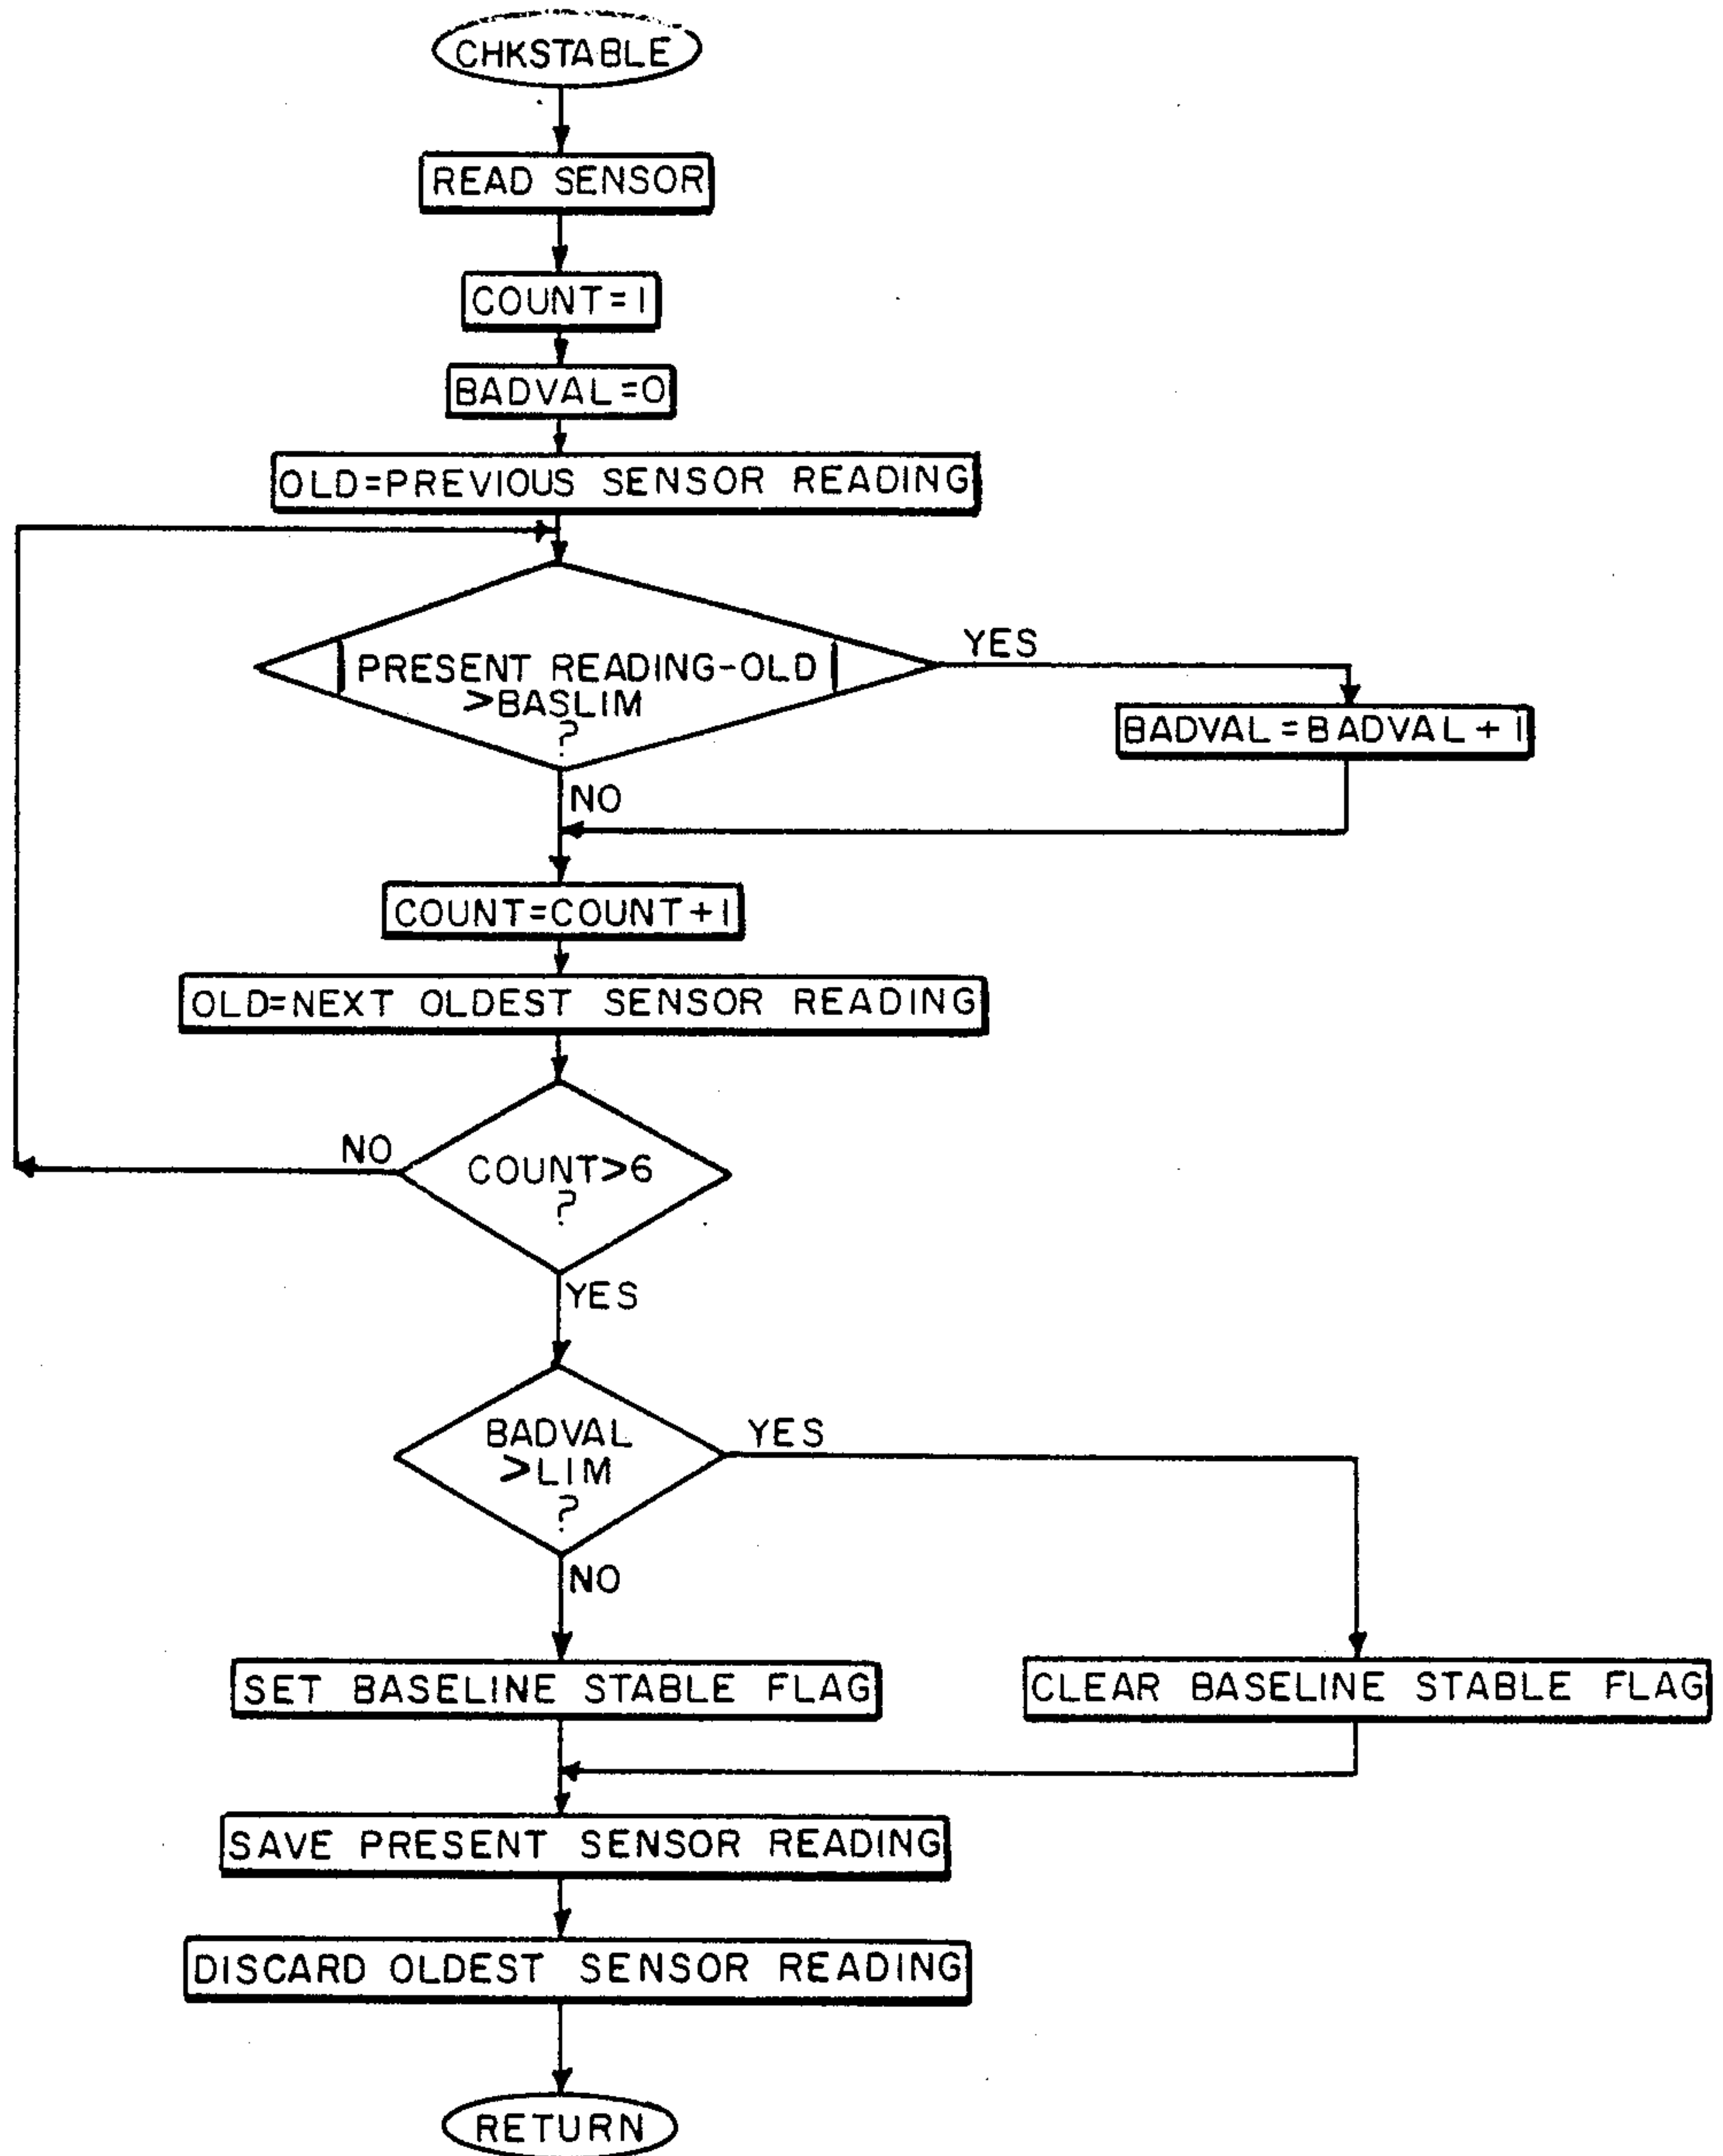 CHKSTABLE
READ SENSOR
COUNT=1
BADVAL=0
OLD=PREVIOUS SENSOR READING
|PRESENT READING-OLD|
>BASLIM
?
YES
BADVAL=BADVAL+1
NO
COUNT=COUNT+1
OLD=NEXT OLDEST SENSOR READING
NO
COUNT>6
?
YES
BADVAL
>LIM
?
YES
NO
SET BASELINE STABLE FLAG
CLEAR BASELINE STABLE FLAG
SAVE PRESENT SENSOR READING
DISCARD OLDEST SENSOR READING
RETURN